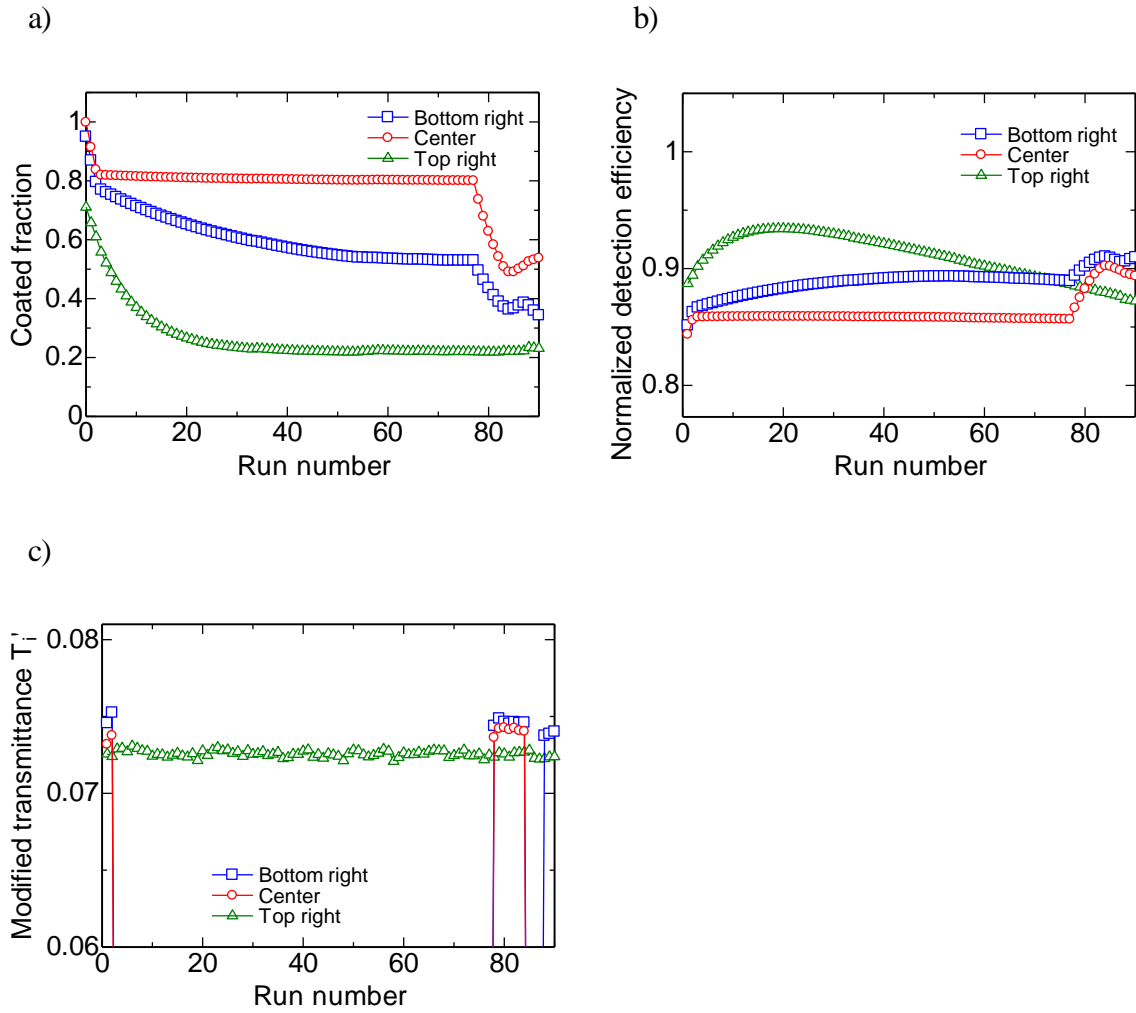 a)
Coated fraction
1
0.8
0.6
0.4
0.2
0
0
20
40
60
80
Run number
Bottom right
Center
Top right
b)
Normalized detection efficiency
1
0.9
0.8
0
20
40
60
80
Run number
Bottom right
Center
Top right
c)
Modified transmittance T'i
0.08
0.07
0.06
0
20
40
60
80
Run number
Bottom right
Center
Top right